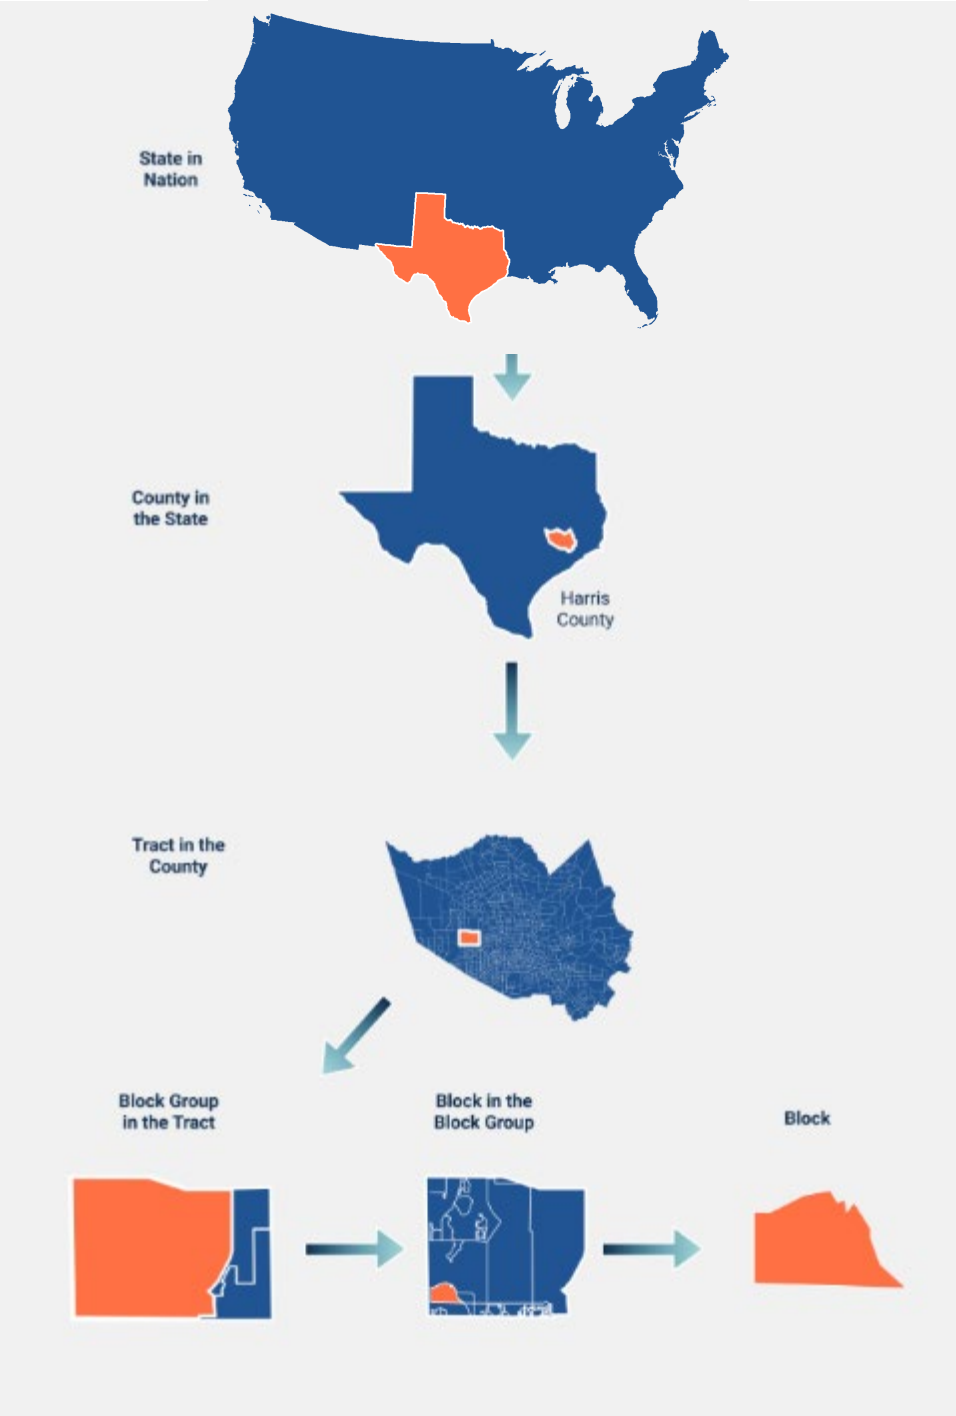 State in
Nation
County in
the State
Harris
County
Tract in the
County
Block Group
in the Tract
Block in the
Block Group
Block